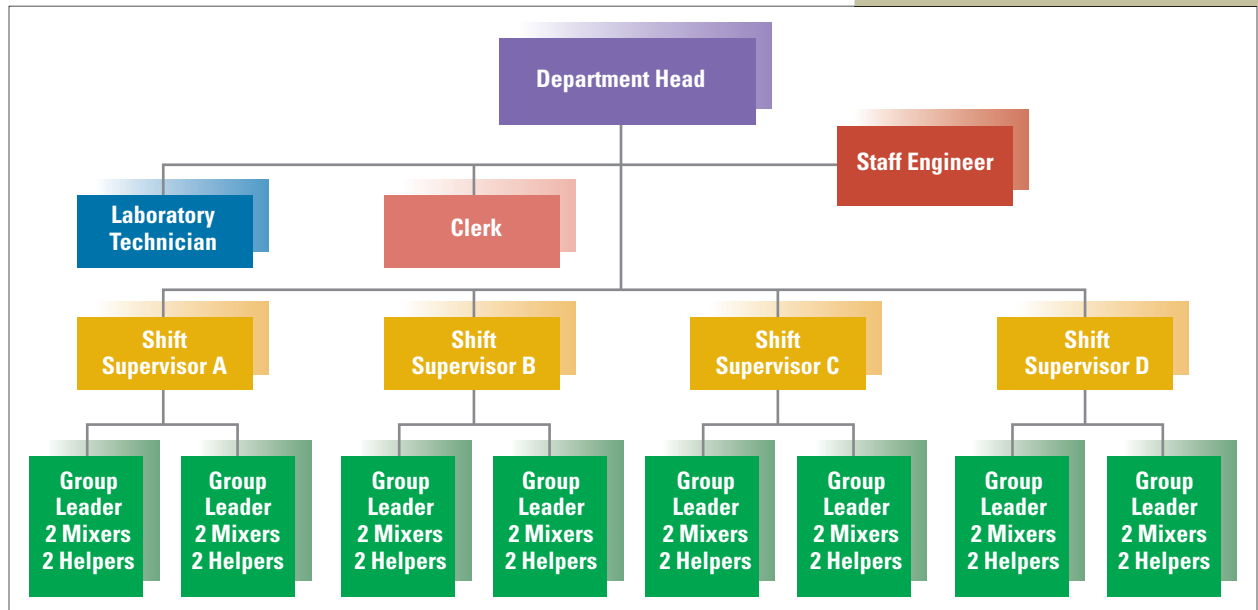 Department Head
Staff Engineer
Laboratory
Technician
Clerk
Shift
Supervisor A
Shift
Supervisor B
Shift
Supervisor C
Shift
Supervisor D
Group
Leader
2 Mixers
2 Helpers
Group
Leader
2 Mixers
2 Helpers
Group
Leader
2 Mixers
2 Helpers
Group
Leader
2 Mixers
2 Helpers
Group
Leader
2 Mixers
2 Helpers
Group
Leader
2 Mixers
2 Helpers
Group
Leader
2 Mixers
2 Helpers
Group
Leader
2 Mixers
2 Helpers